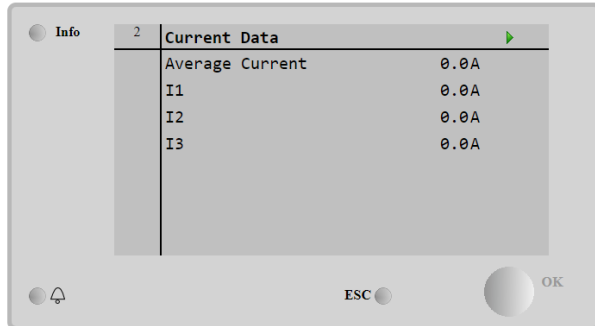 Info
2 Current Data
Average Current 0.0A
I1 0.0A
I2 0.0A
I3 0.0A
ESC OK